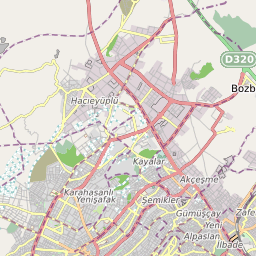 D320
Bozb
Hacıeyüplü
Kayalar
Akçeşme
Karahasanlı
Yenişafak
Şemikler
Gümüşçay
Zafe
Yeni
Alpaslan
İlbade